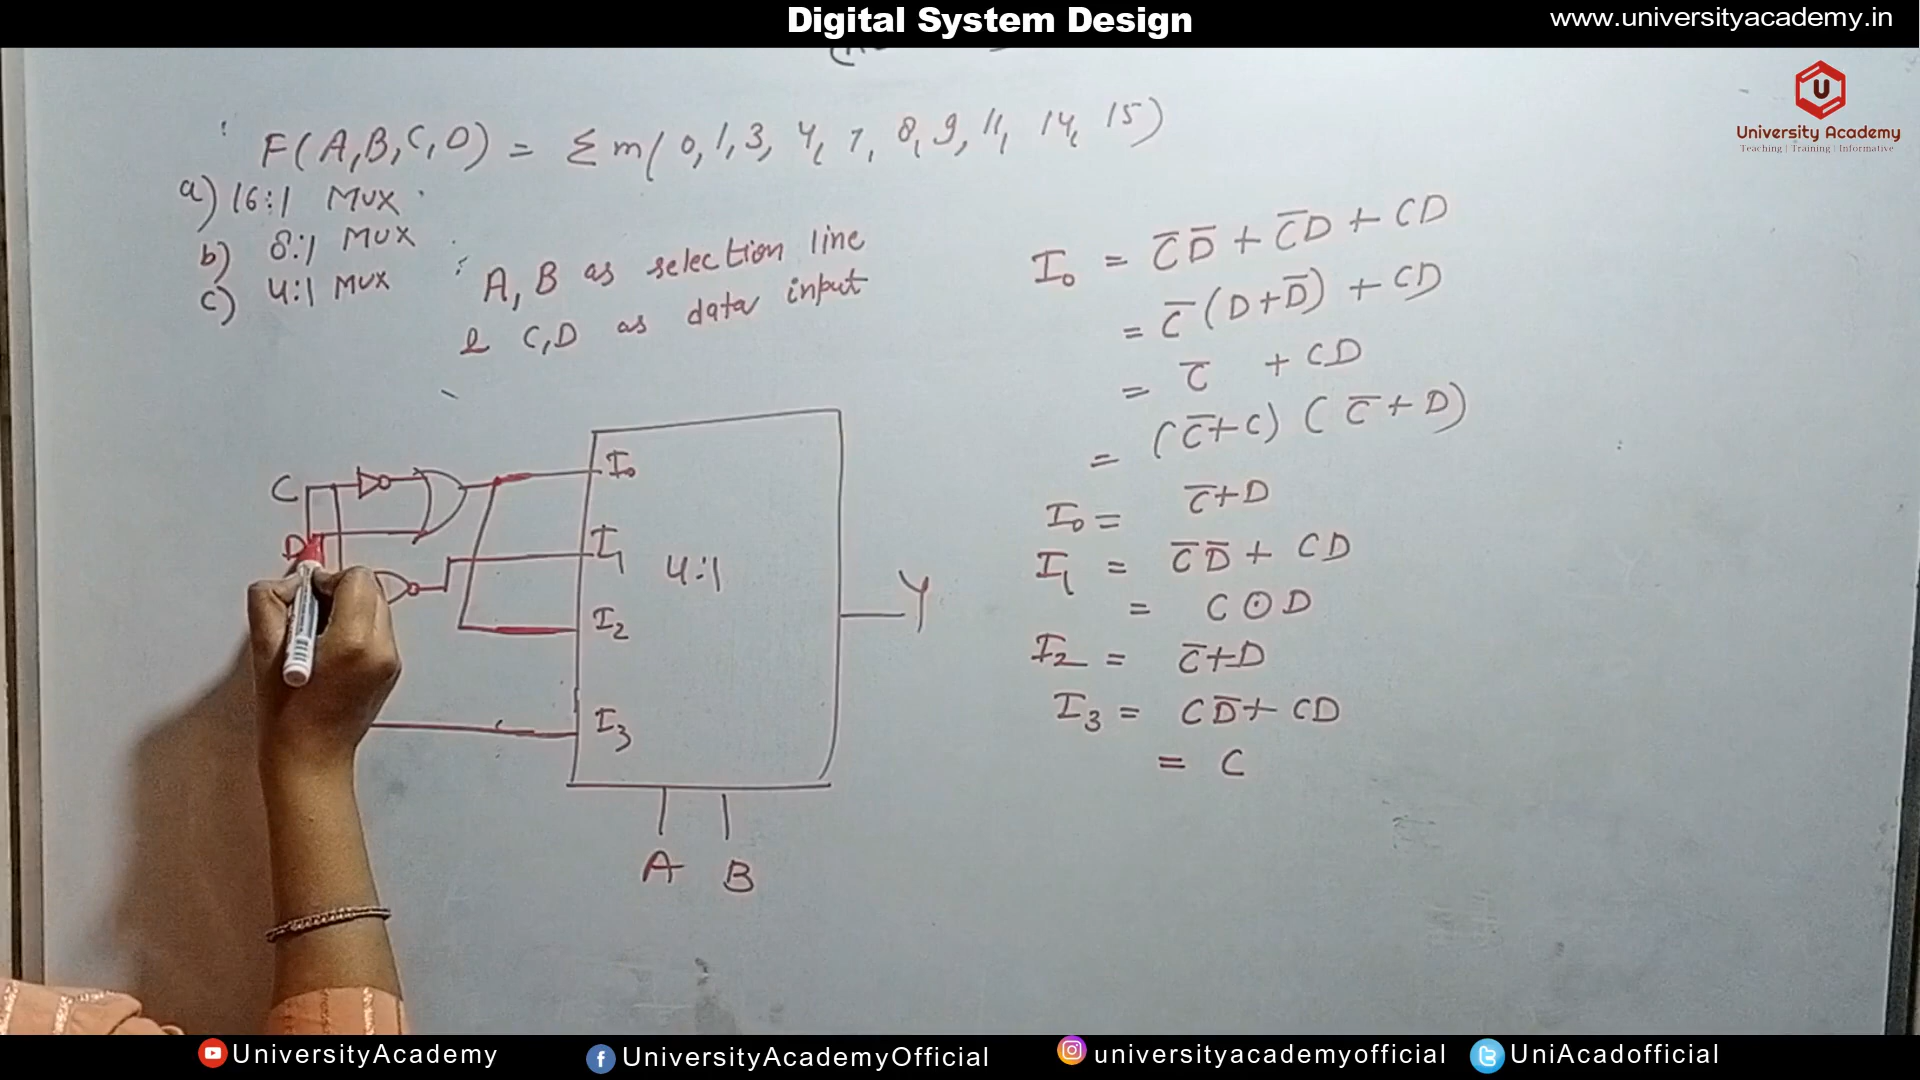 Digital System Design
www.universityacademy.in
U
University Academy
Teaching | Training | Informative
F(A,B,C,D) = Σm(0,1,3,4,7,8,9,11,14,15)
a) 16:1 MUX
b) 8:1 MUX
c) 4:1 MUX
A, B as selection line
& C,D as data input
I₀ = C̅D̅ + C̅D + CD
= C̅(D+D̅) + CD
= C̅ + CD
= (C̅+C) (C̅+D)
I₀ = C̅+D
I₁ = C̅D̅ + CD
= C⊙D
I₂ = C̅+D
I₃ = CD̅+ CD
= C
C
D
I₀
I₁
I₂
I₃
4:1
Y
A B
UniversityAcademy
UniversityAcademyOfficial
universityacademyofficial
UniAcadofficial